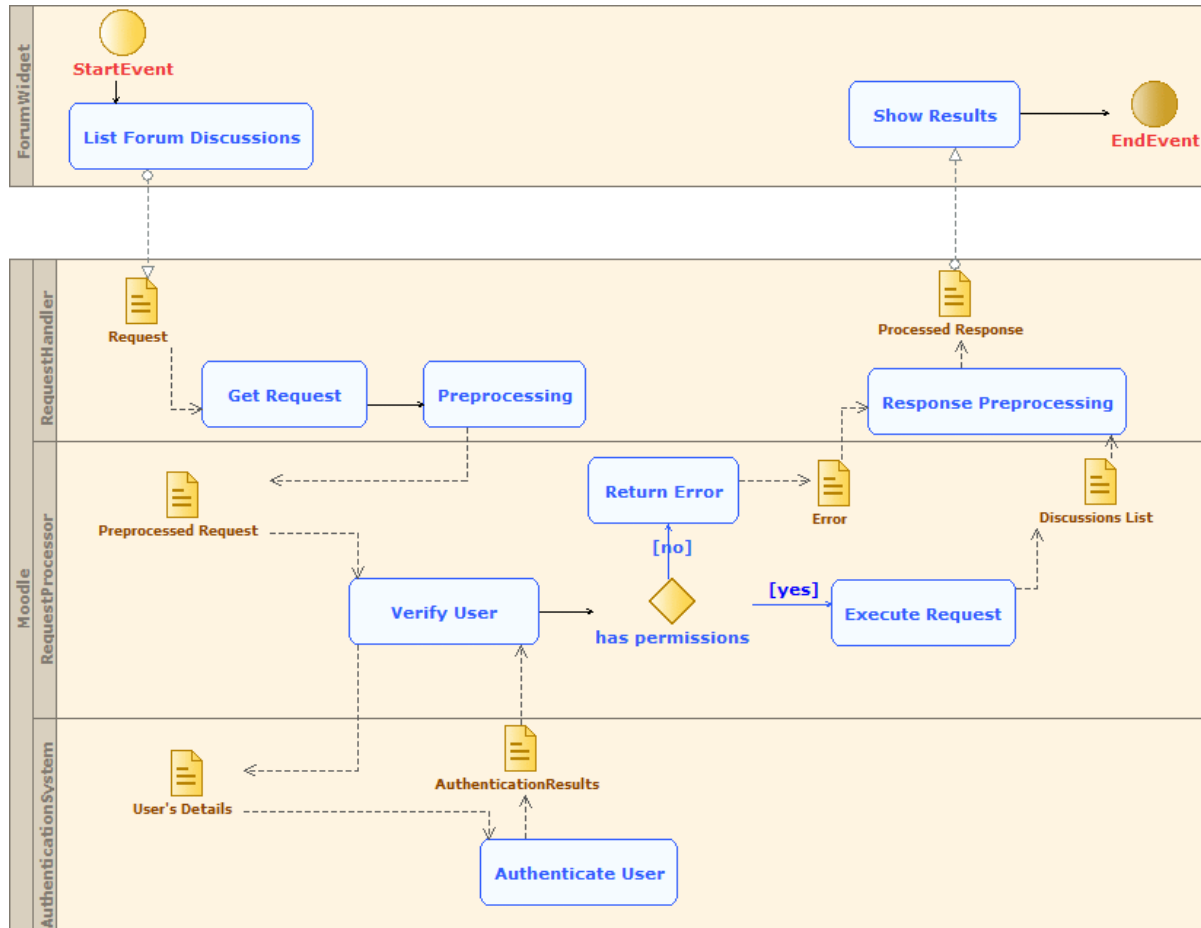 ForumWidget
StartEvent
List Forum Discussions
Show Results
EndEvent
Moodle
RequestHandler
Request
Processed Response
Get Request
Preprocessing
Response Preprocessing
RequestProcessor
Preprocessed Request
Return Error
Error
Discussions List
[no]
Verify User
[yes]
has permissions
Execute Request
AuthenticationSystem
User's Details
AuthenticationResults
Authenticate User